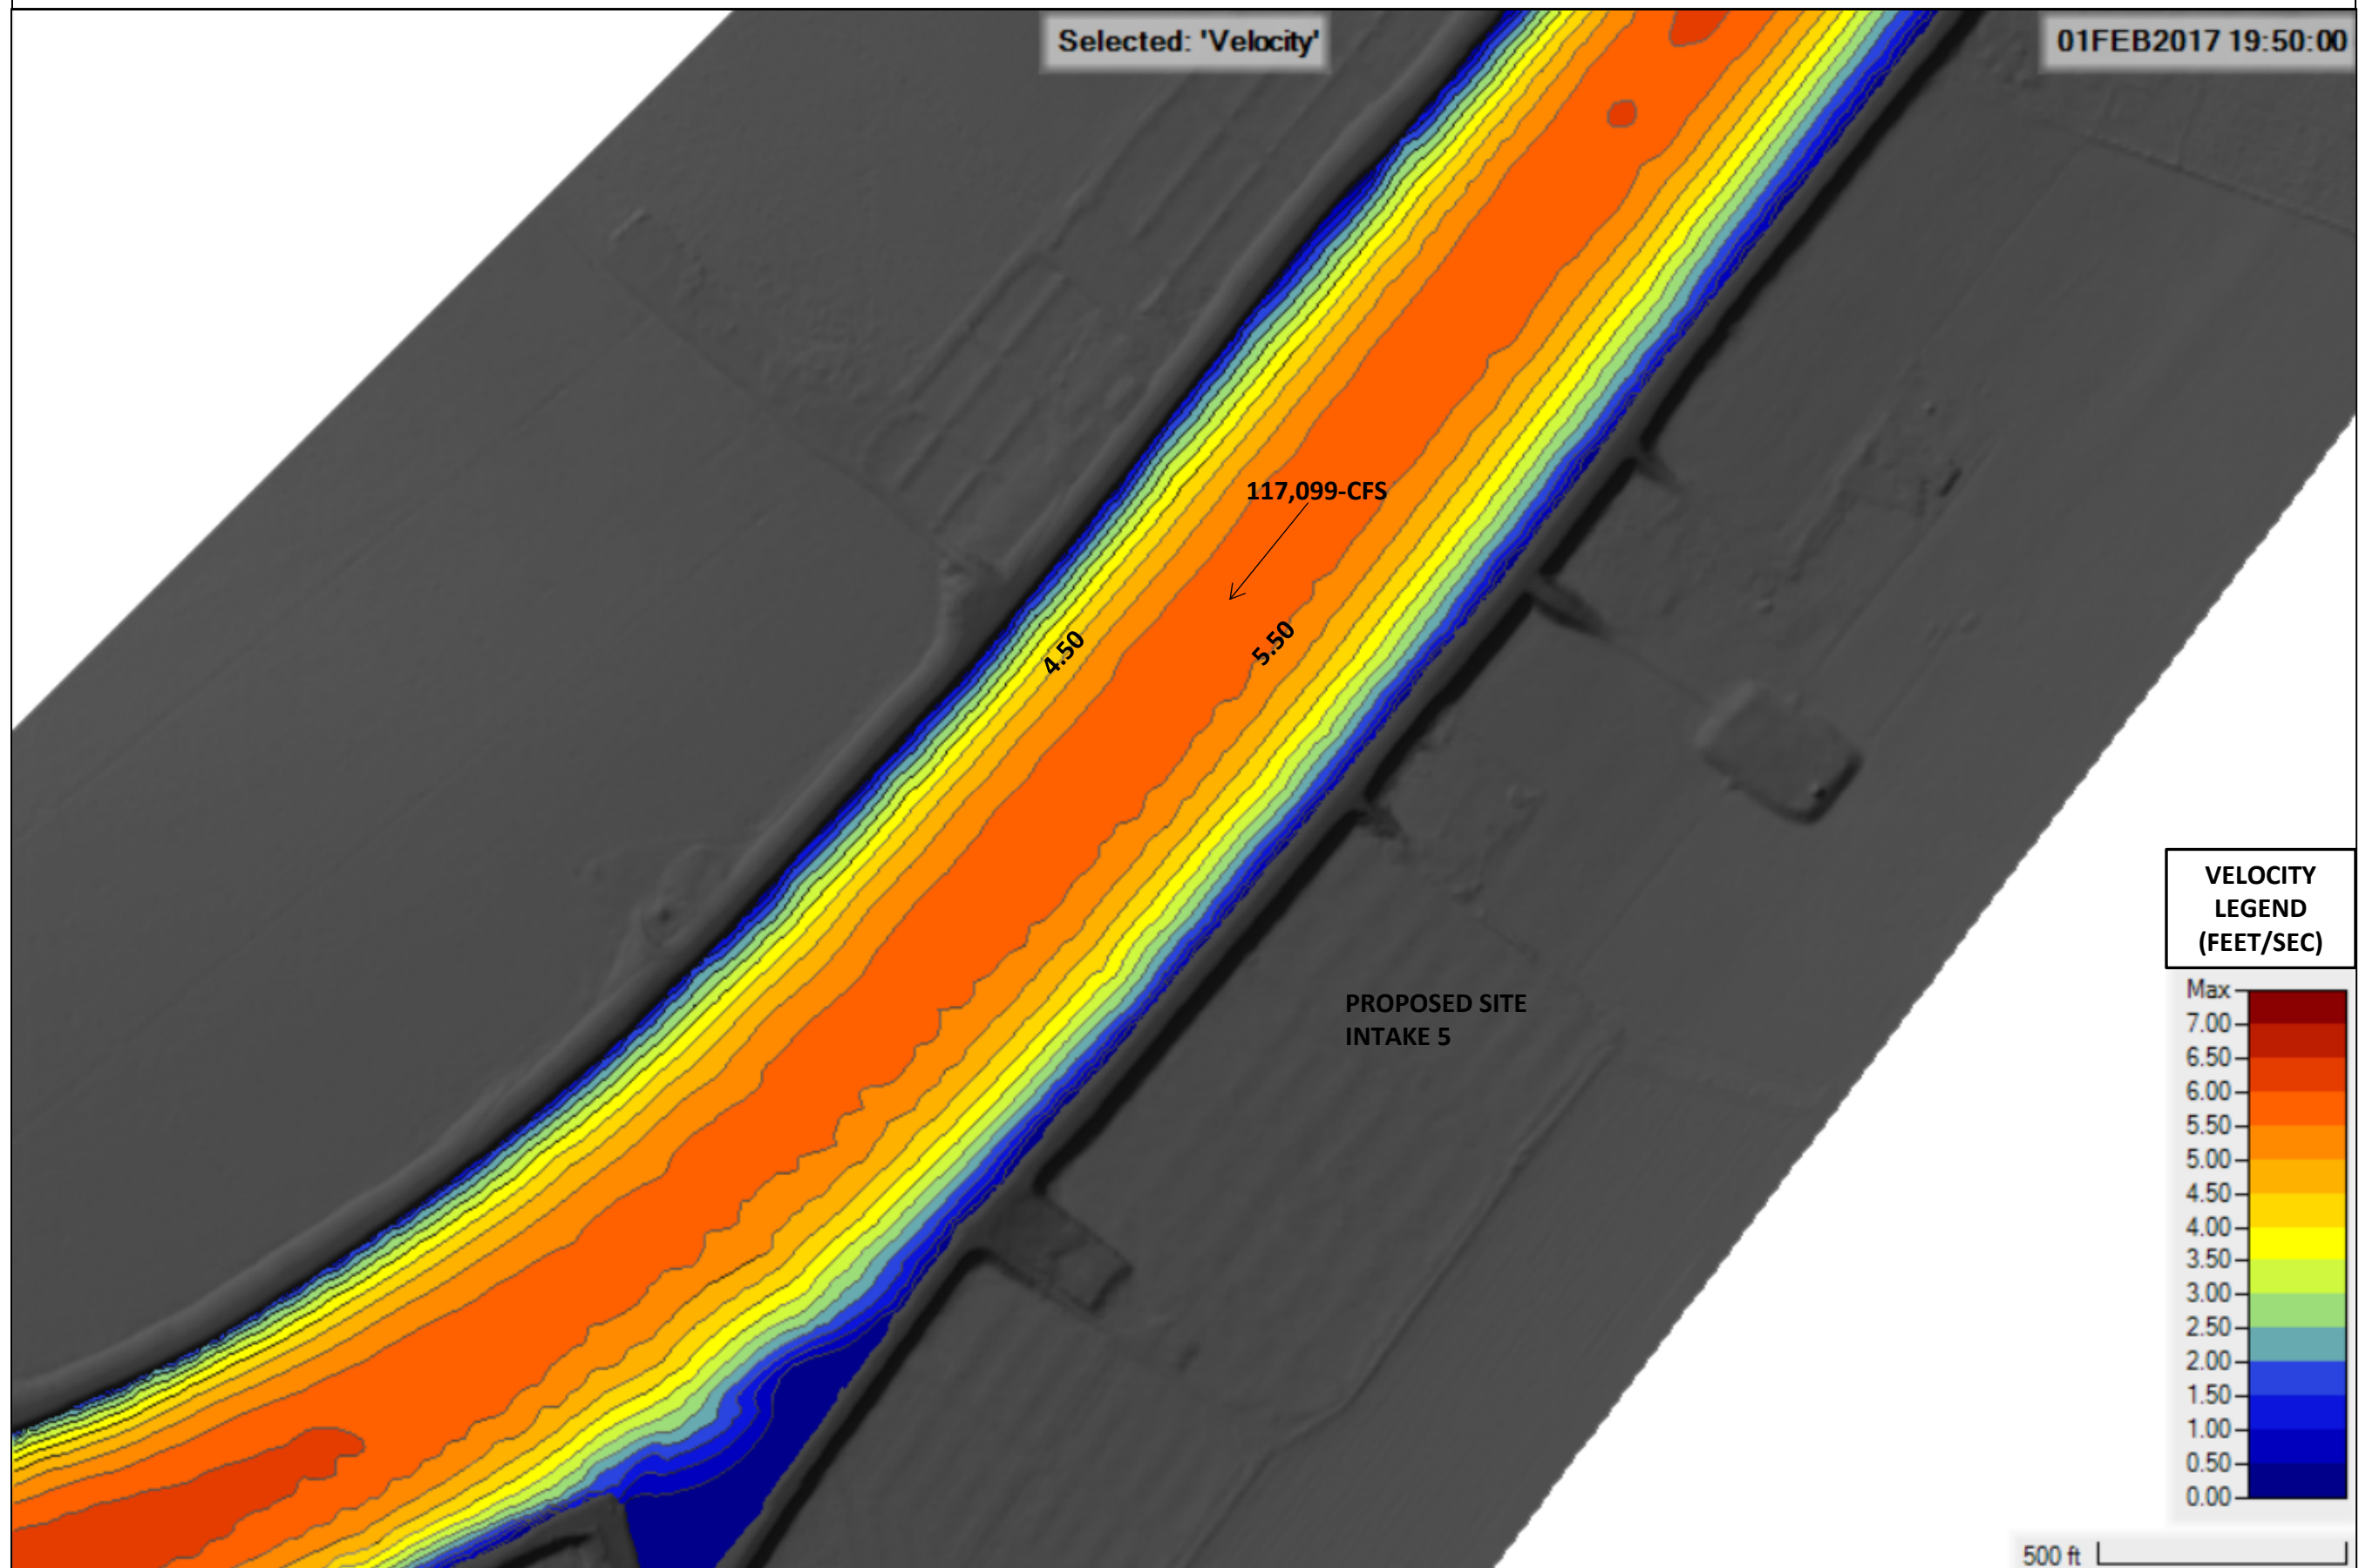 Selected: 'Velocity'
01FEB2017 19:50:00
117,099-CFS
4.50
5.50
PROPOSED SITE
INTAKE 5
VELOCITY
LEGEND
(FEET/SEC)
Max
7.00
6.50
6.00
5.50
5.00
4.50
4.00
3.50
3.00
2.50
2.00
1.50
1.00
0.50
0.00
500 ft